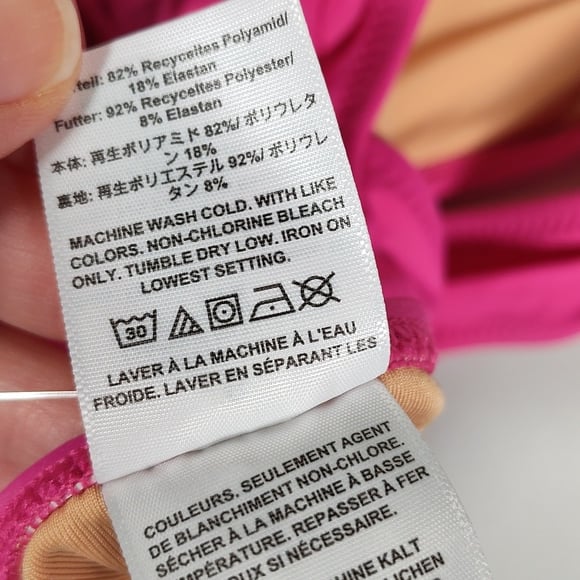 rteil: 82% Recyceltes Polyamid/
18% Elastan
Futter: 92% Recyceltes Polyester/
8% Elastan
本体: 再生ポリアミド 82%/ ポリウレタ
ン 18%
裏地: 再生ポリエステル 92%/ ポリウレ
タン 8%
MACHINE WASH COLD. WITH LIKE
COLORS. NON-CHLORINE BLEACH
ONLY. TUMBLE DRY LOW. IRON ON
LOWEST SETTING.
30
LAVER À LA MACHINE À L'EAU
FROIDE. LAVER EN SÉPARANT LES
COULEURS. SEULEMENT AGENT
DE BLANCHIMENT NON-CHLORE.
SÉCHER À LA MACHINE À BASSE
REPASSER À FER
DOUX SI NÉCESSAIRE.
HINE KALT